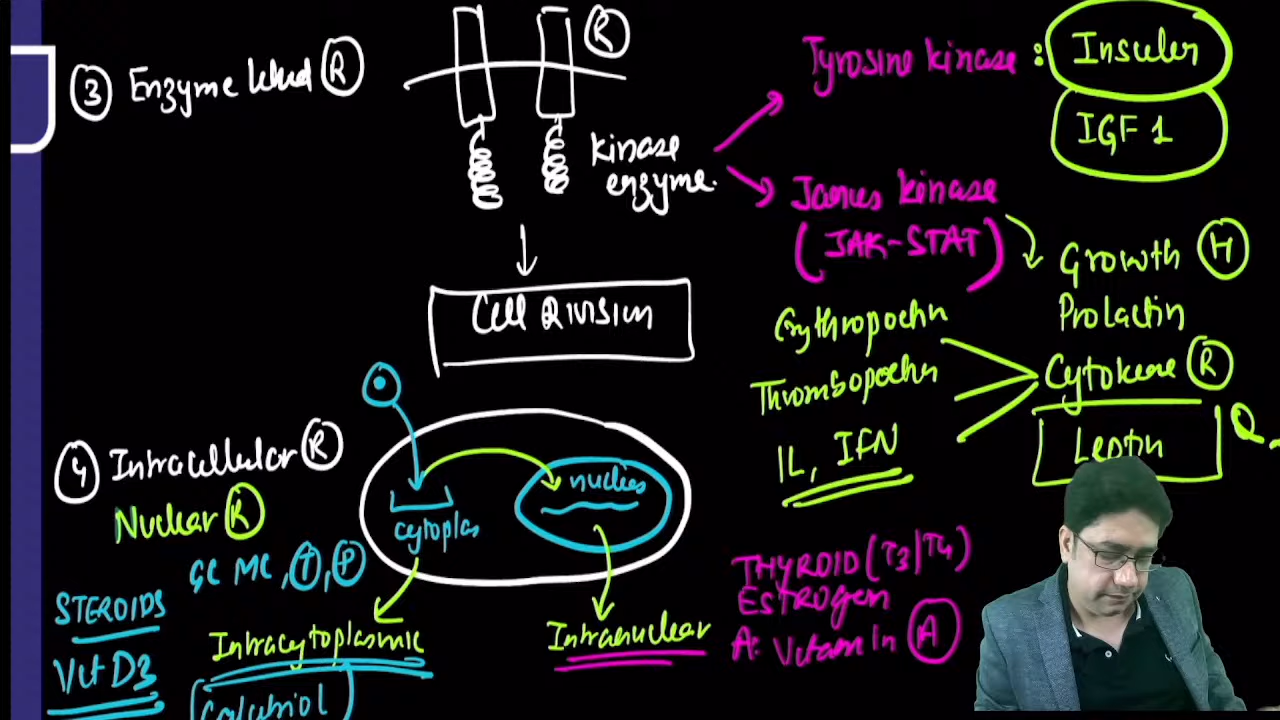 ③ Enzyme linked Ⓡ
Ⓡ
kinase
enzyme.
Tyrosine kinase :
Insulin
IGF 1
Janus kinase
(JAK-STAT)
Growth Ⓗ
Prolactin
Cytokine Ⓡ
Leptin
Q
Erythropoetin
Thrombopoetin
IL, IFN
Cell Division
④ Intracellular Ⓡ
Nuclear Ⓡ
GC MC, Ⓣ, Ⓟ
STEROIDS
Vit D3
cytoplas
nucleus
Intracytoplasmic
Calcitriol
Intranuclear
THYROID (T3/T4)
Estrogen
A: Vitamin Ⓐ